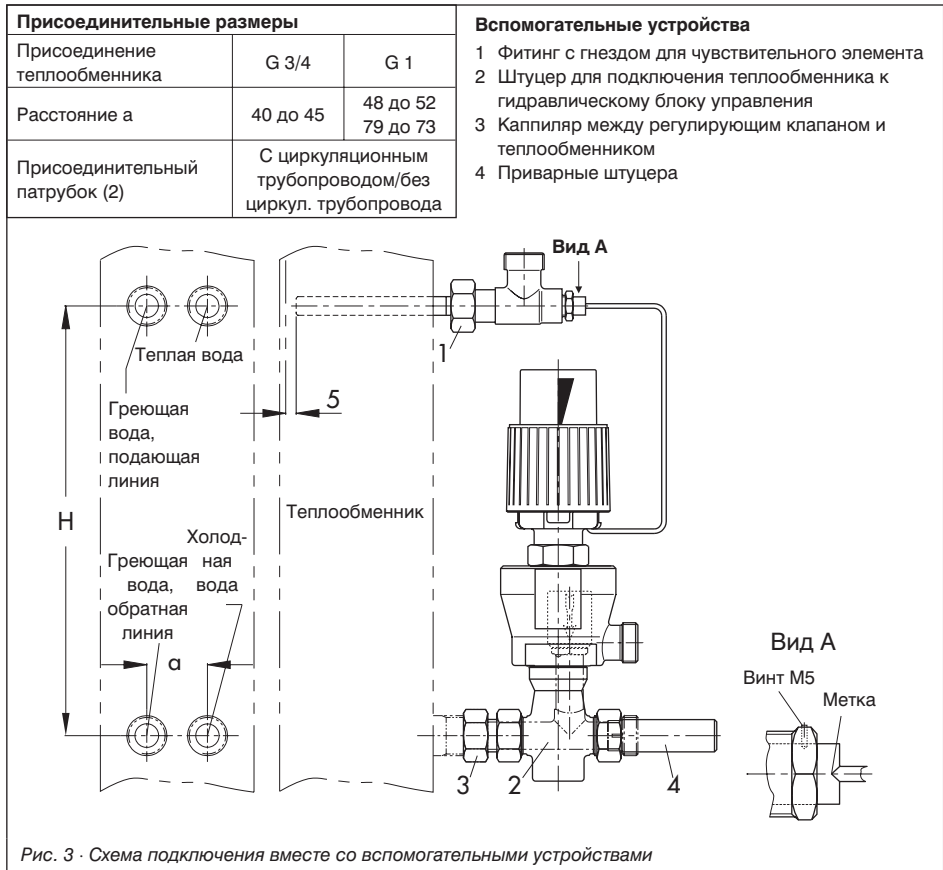 Присоединительные размеры
Присоединение
теплообменника
G 3/4
G 1
Расстояние a
40 до 45
48 до 52
79 до 73
Присоединительный
патрубок (2)
С циркуляционным
трубопроводом/без
циркул. трубопровода
Вспомогательные устройства
1 Фитинг с гнездом для чувствительного элемента
2 Штуцер для подключения теплообменника к
гидравлическому блоку управления
3 Каппиляр между регулирующим клапаном и
теплообменником
4 Приварные штуцера
Вид А
1
Теплая вода
5
Греющая
вода,
подающая
линия
H
Теплообменник
Холод-
ная
вода
Греющая
вода,
обратная
линия
a
Вид А
Винт М5
Метка
3
2
4
Рис. 3 · Схема подключения вместе со вспомогательными устройствами